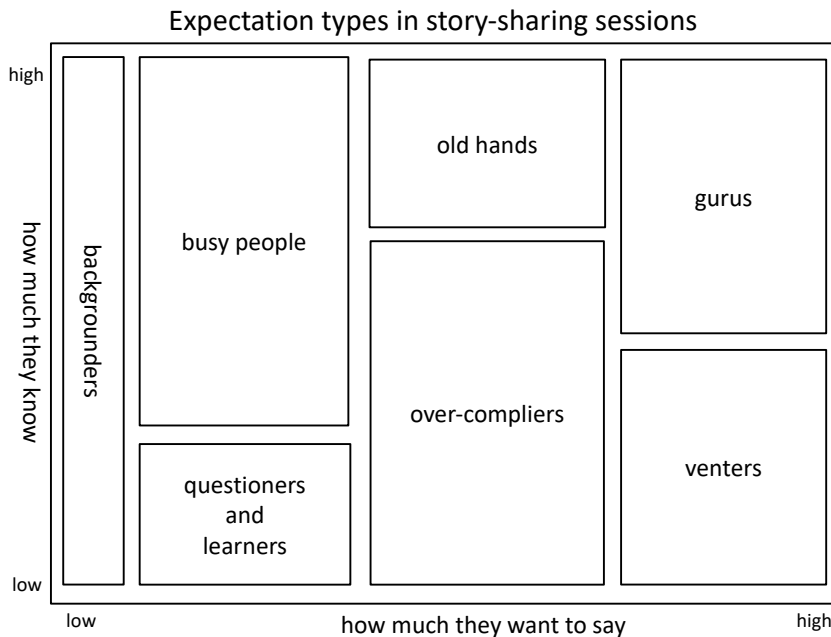 Expectation types in story-sharing sessions
high
how much they know
low
backgrounders
busy people
questioners
and
learners
old hands
over-compliers
gurus
venters
low
how much they want to say
high